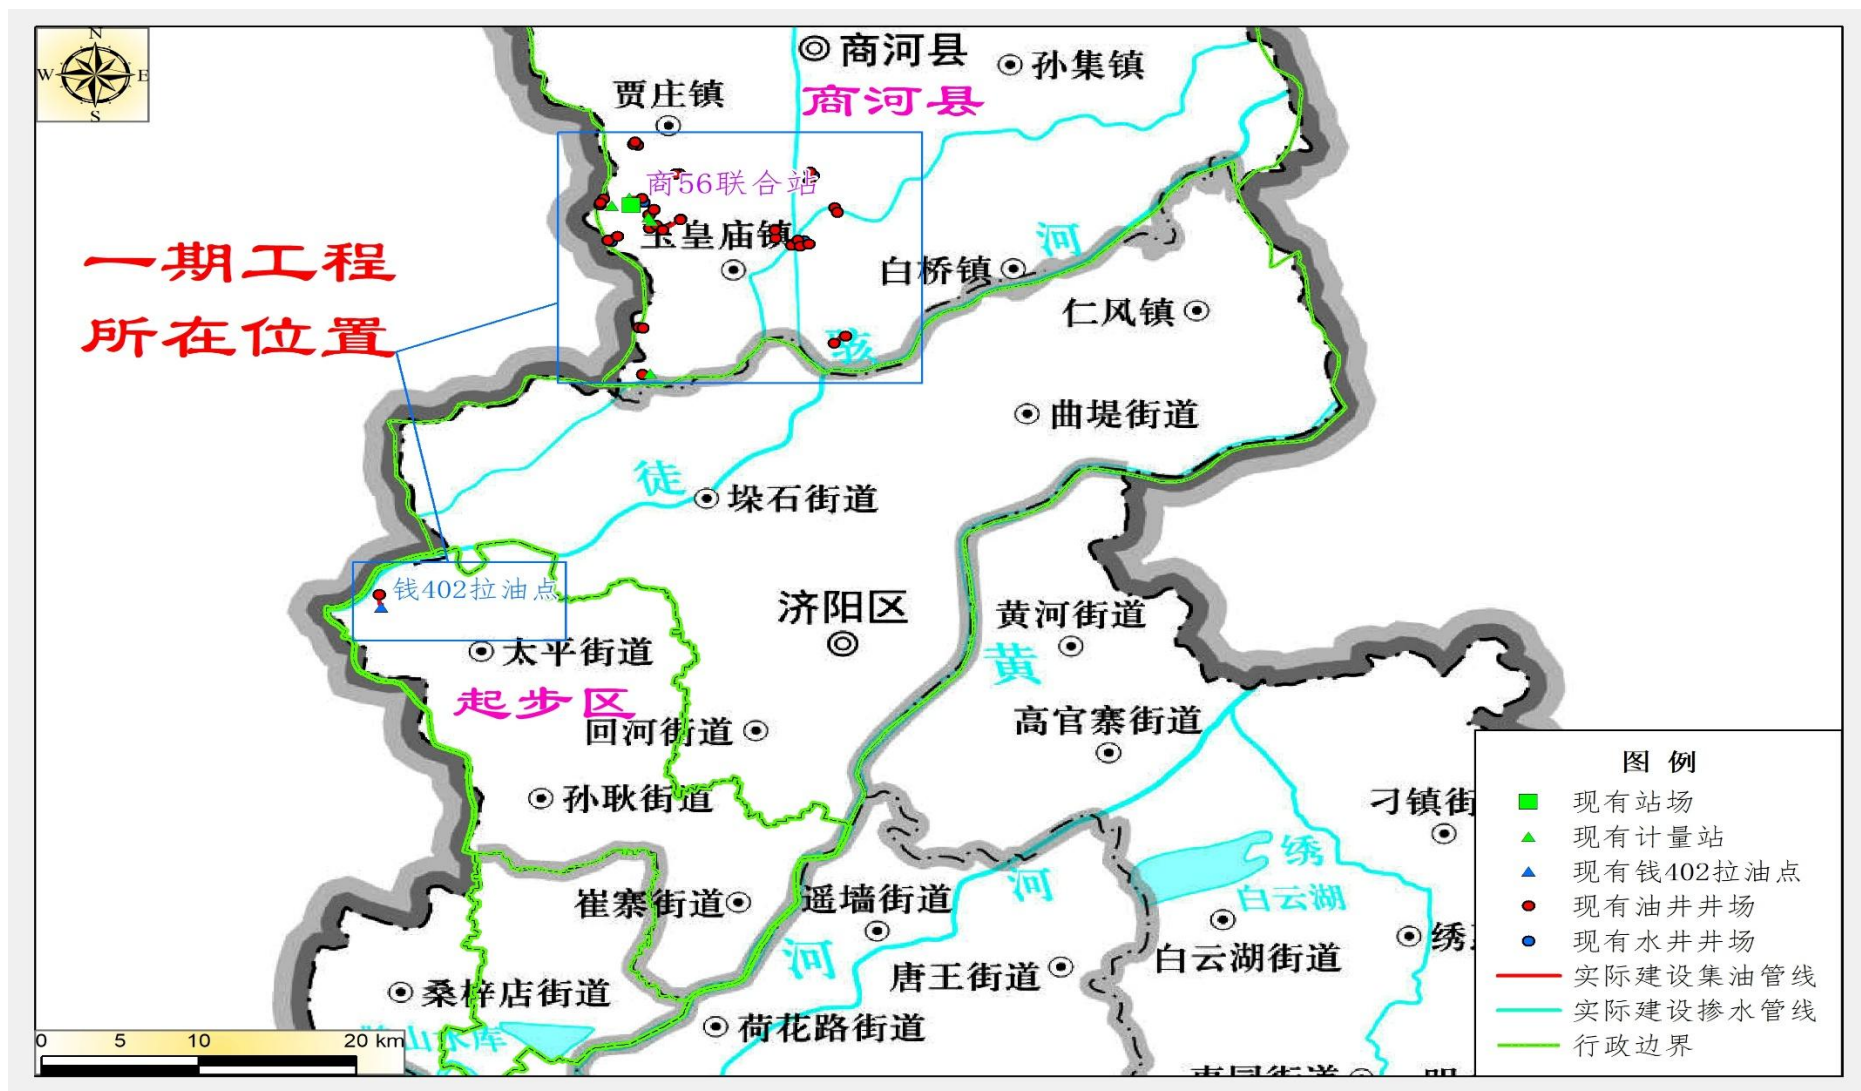 N
W
E
S
商河县
孙集镇
贾庄镇
商河县
商56联合站
玉皇庙镇
河
白桥镇
一期工程
所在位置
仁风镇
骇
曲堤街道
徒
垛石街道
钱402拉油点
济阳区
黄河街道
太平街道
黄
起步区
回河街道
高官寨街道
孙耿街道
刁镇街
绣
崔寨街道
遥墙街道
河
白云湖
河
绣
白云湖街道
唐王街道
桑梓店街道
荷花路街道
山水库
0 5 10 20 km
图 例
现有站场
现有计量站
现有钱402拉油点
现有油井井场
现有水井井场
实际建设集油管线
实际建设掺水管线
行政边界